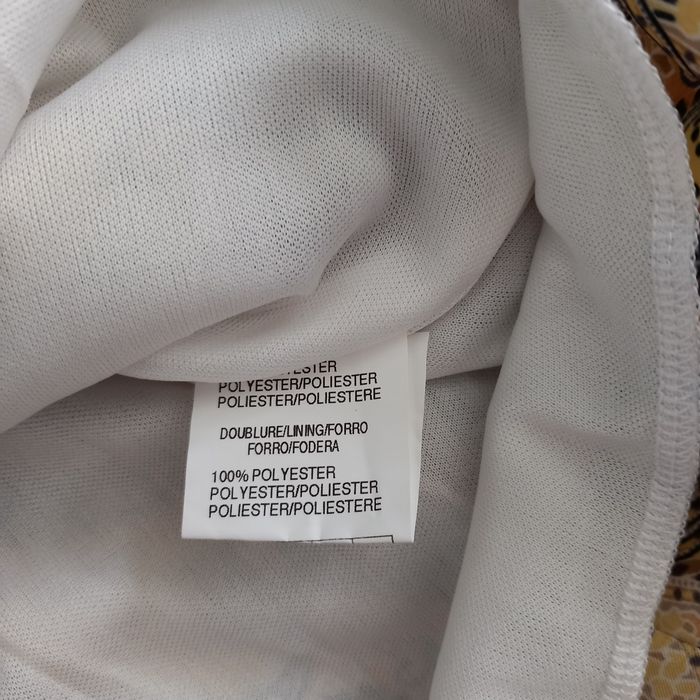 POLYESTER/POLIESTER
POLIESTER/POLIESTERE
DOUBLURE/LINING/FORRO
FORRO/FODERA
100% POLYESTER
POLYESTER/POLIESTER
POLIESTER/POLIESTERE